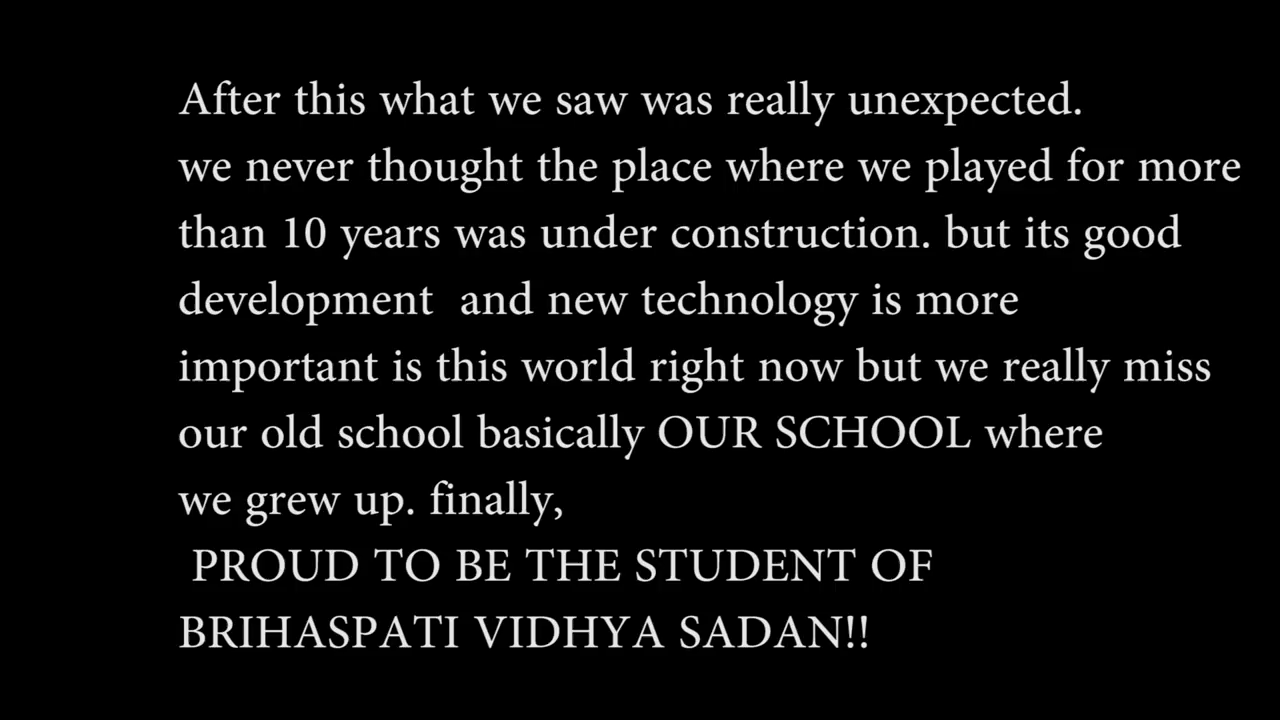 After this what we saw was really unexpected.
we never thought the place where we played for more
than 10 years was under construction. but its good
development  and new technology is more
important is this world right now but we really miss
our old school basically OUR SCHOOL where
we grew up. finally,
PROUD TO BE THE STUDENT OF
BRIHASPATI VIDHYA SADAN!!